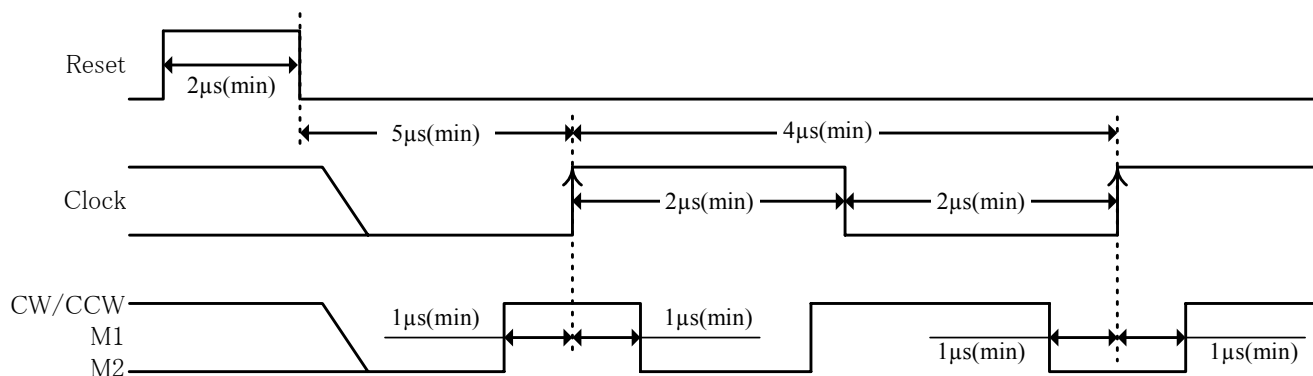 Reset
2µs(min)
5µs(min)
4µs(min)
Clock
2µs(min)
2µs(min)
CW/CCW
M1
M2
1µs(min)
1µs(min)
1µs(min)
1µs(min)